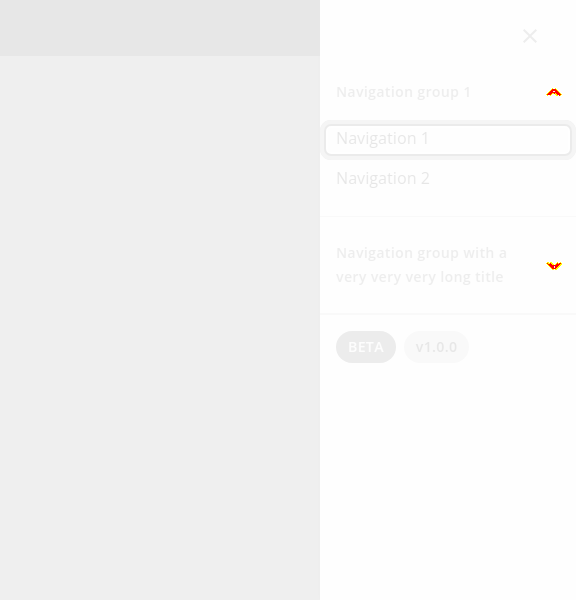 Navigation group 1
Navigation 1
Navigation 2
Navigation group with a
very very very long title
BETA v1.0.0